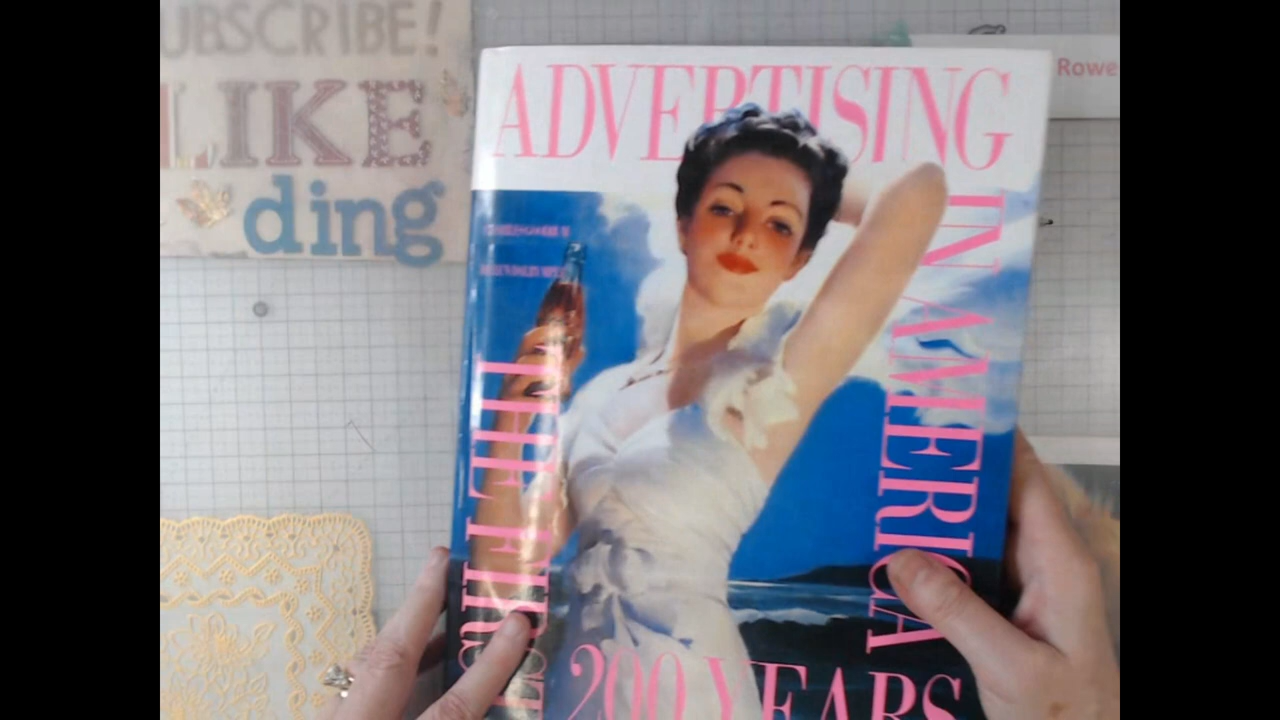 SUBSCRIBE!
LIKE
ding
Rowe
ADVERTISING
IN AMERICA
THE FIRST
200 YEARS